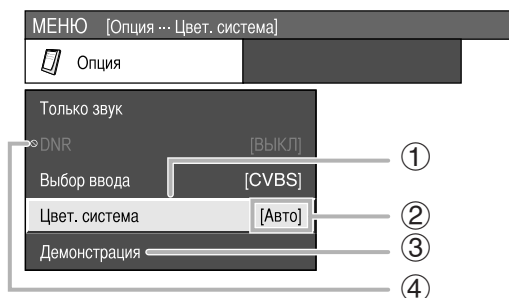 МЕНЮ [Опция ··· Цвет. система]
Опция
Только звук
DNR [ВЫКЛ]
①
Выбор ввода [CVBS]
Цвет. система [Авто] ②
Демонстрация ③
④